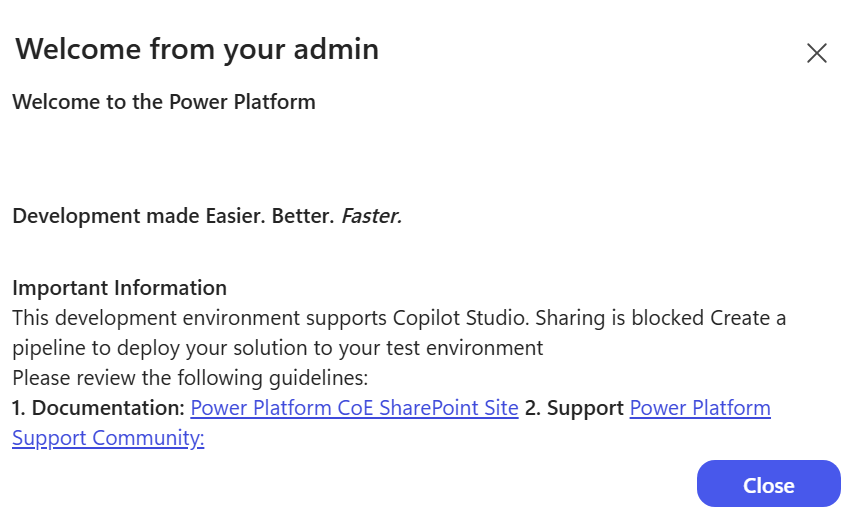 Welcome from your admin
Welcome to the Power Platform
Development made Easier. Better. Faster.
Important Information
This development environment supports Copilot Studio. Sharing is blocked Create a
pipeline to deploy your solution to your test environment
Please review the following guidelines:
1. Documentation: Power Platform CoE SharePoint Site 2. Support Power Platform
Support Community:
Close